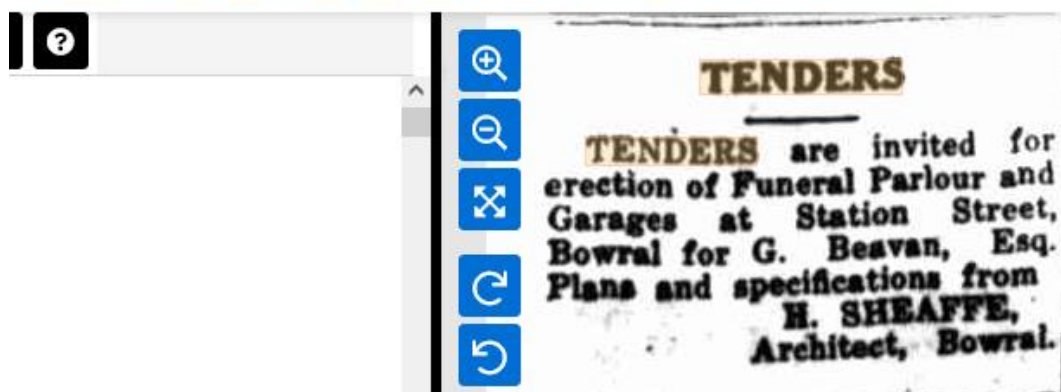 TENDERS
TENDERS are invited for
erection of Funeral Parlour and
Garages at Station Street,
Bowral for G. Beavan, Esq.
Plans and specifications from
H. SHEAFFE,
Architect, Bowral.